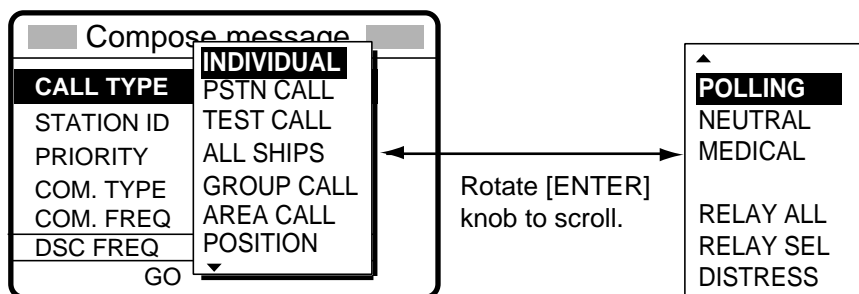 Compose message
CALL TYPE
STATION ID
PRIORITY
COM. TYPE
COM. FREQ
DSC FREQ
GO
INDIVIDUAL
PSTN CALL
TEST CALL
ALL SHIPS
GROUP CALL
AREA CALL
POSITION
Rotate [ENTER]
knob to scroll.
POLLING
NEUTRAL
MEDICAL
RELAY ALL
RELAY SEL
DISTRESS